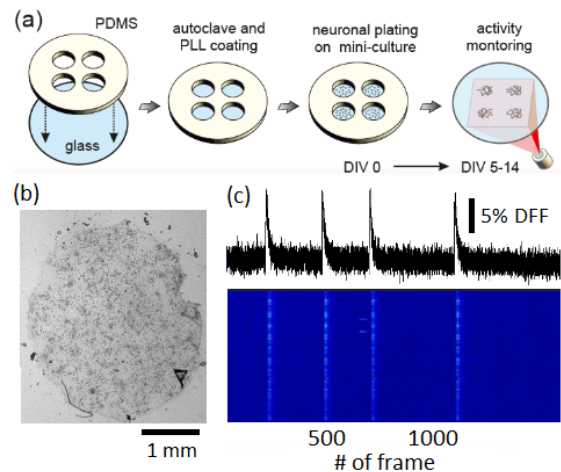 (a)
PDMS
glass
autoclave and
PLL coating
neuronal plating
on mini-culture
activity
montoring
DIV 0
DIV 5-14
(b)
1 mm
(c)
5% DFF
500
1000
# of frame